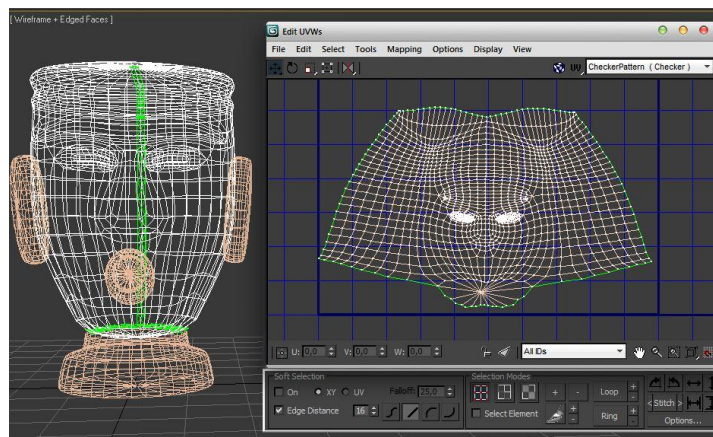 [ Wireframe + Edged Faces ]
Edit UVWs
File Edit Select Tools Mapping Options Display View
UV, CheckerPattern ( Checker )
U: 0,0 V: 0,0 W: 0,0 All IDs
Soft Selection
On XY UV Falloff: 25,0
Edge Distance 16
Selection Modes
+ - Loop + -
Select Element + - Ring + -
< Stitch >
Options...